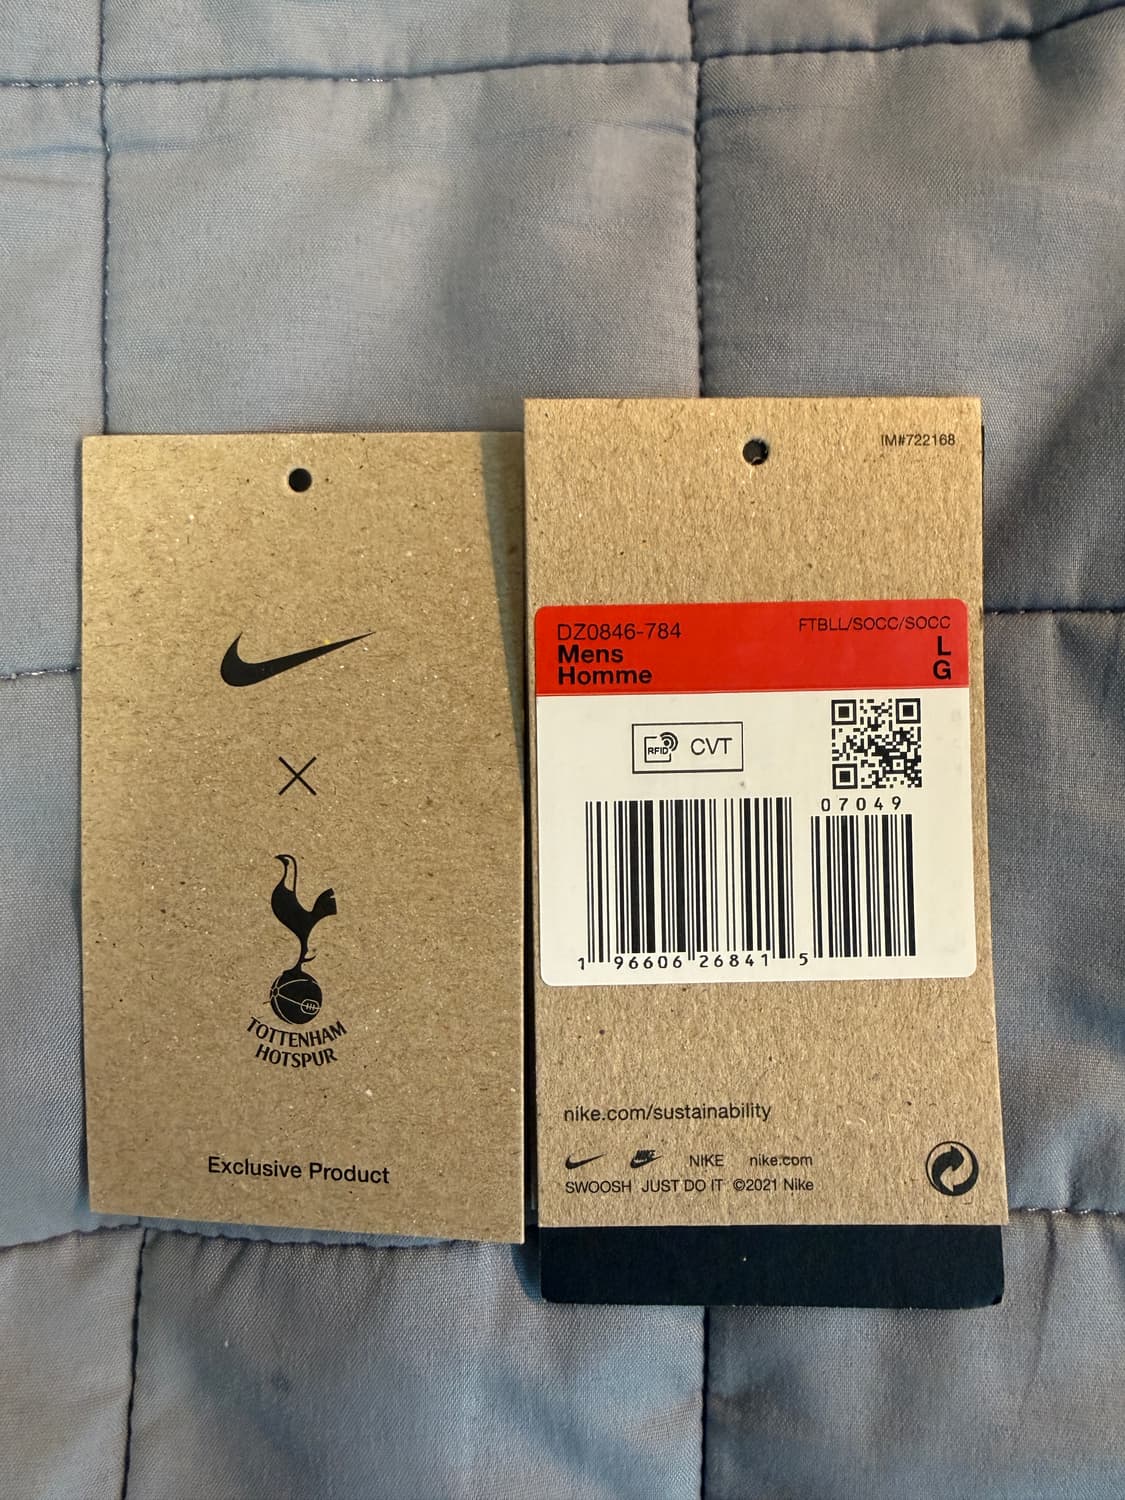 TOTTENHAM
HOTSPUR
Exclusive Product
IM#722168
DZ0846-784
FTBLL/SOCC/SOCC
Mens
L
Homme
G
RFID
CVT
07049
1 96606 26841 5
nike.com/sustainability
NIKE
NIKE
nike.com
SWOOSH JUST DO IT ©2021 Nike